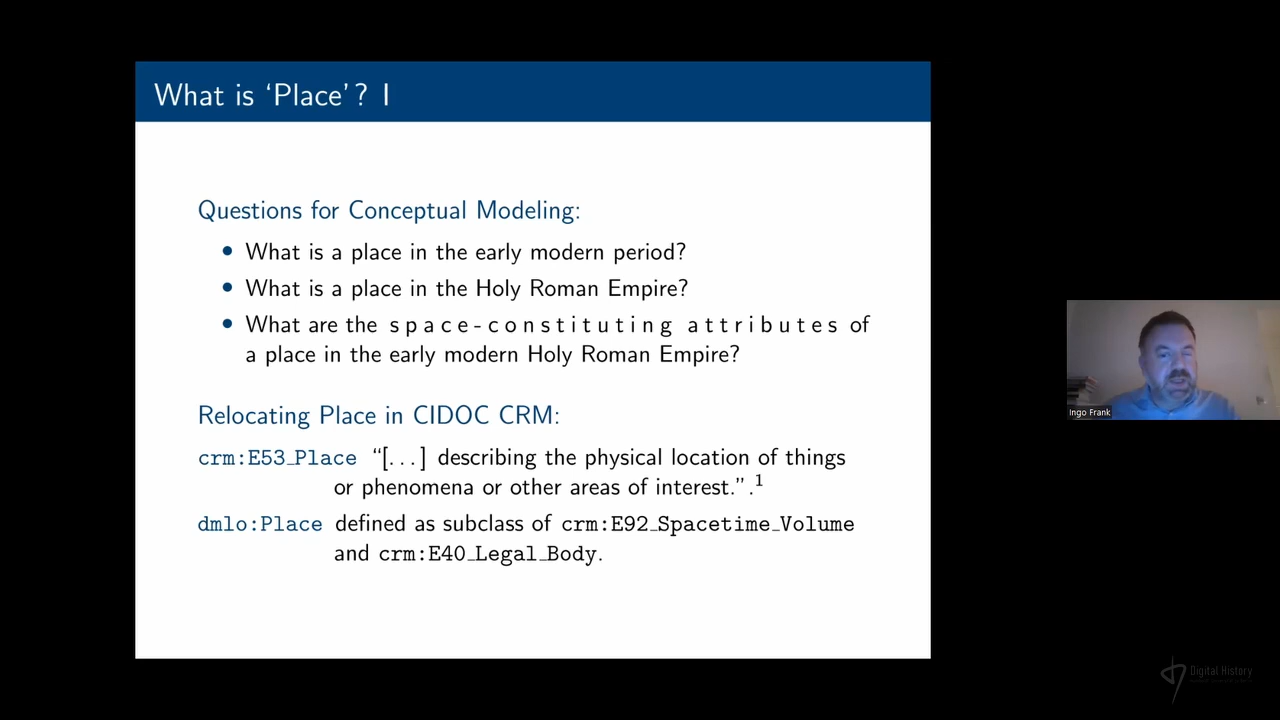 What is ‘Place’? I
Questions for Conceptual Modeling:
• What is a place in the early modern period?
• What is a place in the Holy Roman Empire?
• What are the space-constituting attributes of
a place in the early modern Holy Roman Empire?
Relocating Place in CIDOC CRM:
crm:E53_Place “[...] describing the physical location of things
or phenomena or other areas of interest.”.1
dmlo:Place defined as subclass of crm:E92_Spacetime_Volume
and crm:E40_Legal_Body.
Ingo Frank
Digital History